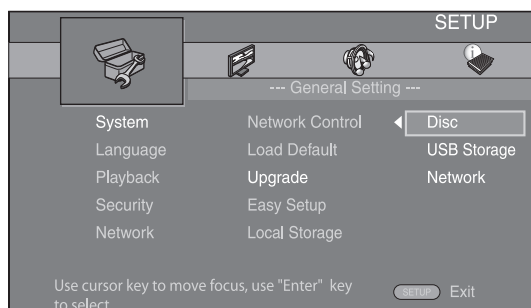 SETUP
--- General Setting ---
System Network Control Disc
Language Load Default USB Storage
Playback Upgrade Network
Security Easy Setup
Network Local Storage
Use cursor key to move focus, use "Enter" key
to select
SETUP Exit